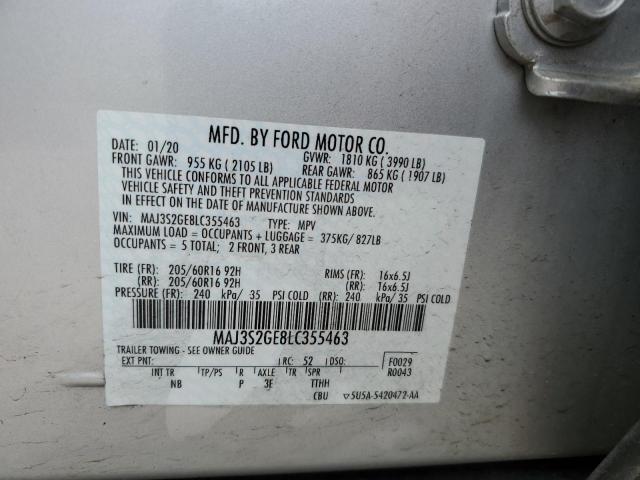 MFD. BY FORD MOTOR CO.
DATE: 01/20 GVWR: 1810 KG ( 3990 LB)
FRONT GAWR: 955 KG ( 2105 LB) REAR GAWR: 865 KG ( 1907 LB)
THIS VEHICLE CONFORMS TO ALL APPLICABLE FEDERAL MOTOR
VEHICLE SAFETY AND THEFT PREVENTION STANDARDS
IN EFFECT ON THE DATE OF MANUFACTURE SHOWN ABOVE.
VIN: MAJ3S2GE8LC355463 TYPE: MPV
MAXIMUM LOAD = OCCUPANTS + LUGGAGE = 375KG/ 827LB
OCCUPANTS = 5 TOTAL; 2 FRONT, 3 REAR
TIRE (FR): 205/60R16 92H RIMS (FR): 16x6.5J
(RR): 205/60R16 92H (RR): 16x6.5J
PRESSURE (FR): 240 kPa/ 35 PSI COLD (RR): 240 kPa/ 35 PSI COLD
MAJ3S2GE8LC355463
TRAILER TOWING - SEE OWNER GUIDE
EXT PNT: RC: 52 DSO: F0029
INT TR TP/PS R AXLE TR SPR R0043
NB P 3E TTHH
CBU 5U5A-5420472-AA